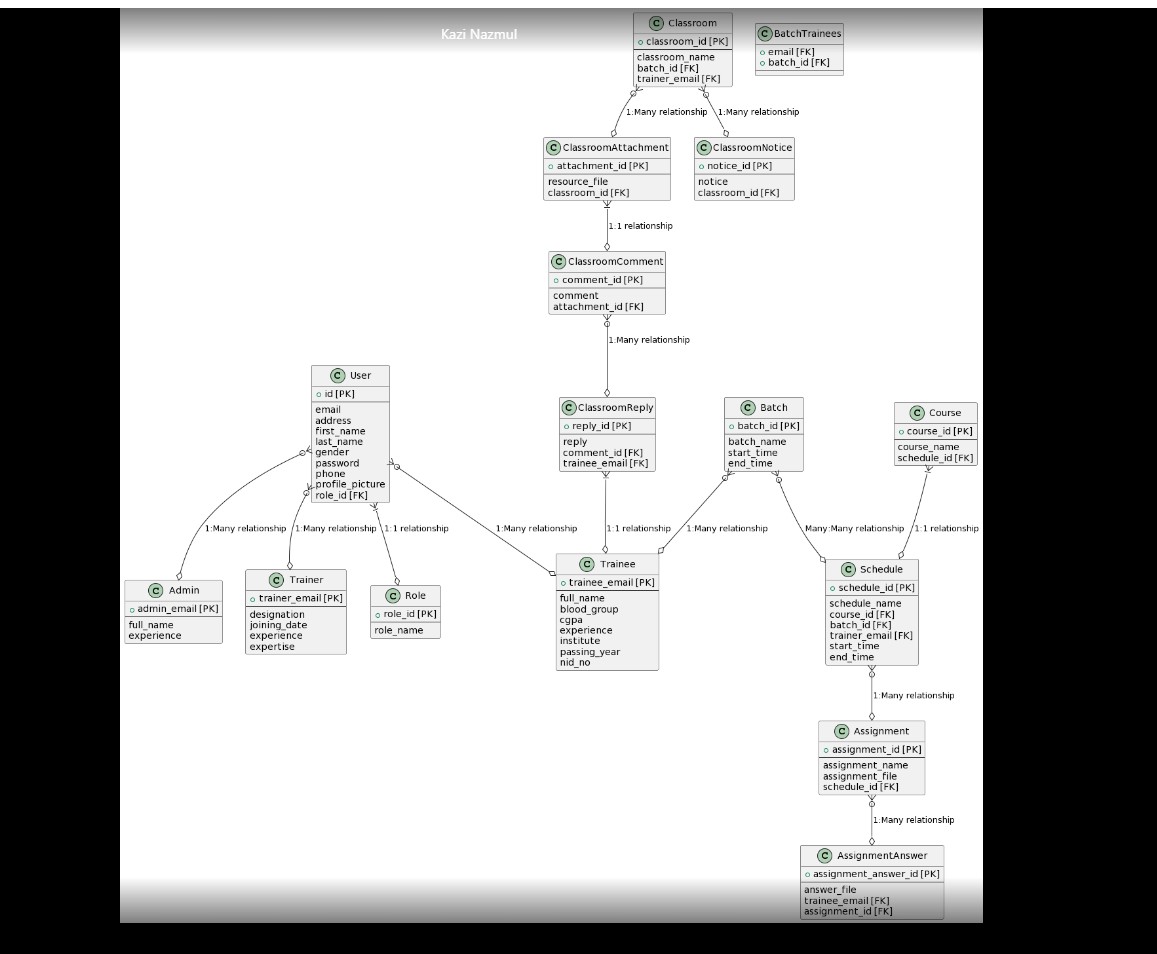 Kazi Nazmul
C Classroom
classroom_id [PK]
classroom_name
batch_id [FK]
trainer_email [FK]
C BatchTrainees
email [FK]
batch_id [FK]
1:Many relationship
1:Many relationship
C ClassroomAttachment
attachment_id [PK]
resource_file
classroom_id [FK]
C ClassroomNotice
notice_id [PK]
notice
classroom_id [FK]
1:1 relationship
C ClassroomComment
comment_id [PK]
comment
attachment_id [FK]
1:Many relationship
C User
id [PK]
email
address
first_name
last_name
gender
password
phone
profile_picture
role_id [FK]
C ClassroomReply
reply_id [PK]
reply
comment_id [FK]
trainee_email [FK]
C Batch
batch_id [PK]
batch_name
start_time
end_time
C Course
course_id [PK]
course_name
schedule_id [FK]
1:Many relationship
1:Many relationship
1:1 relationship
1:Many relationship
1:1 relationship
1:Many relationship
Many:Many relationship
1:1 relationship
C Admin
admin_email [PK]
full_name
experience
C Trainer
trainer_email [PK]
designation
joining_date
experience
expertise
C Role
role_id [PK]
role_name
C Trainee
trainee_email [PK]
full_name
blood_group
cgpa
experience
institute
passing_year
nid_no
C Schedule
schedule_id [PK]
schedule_name
course_id [FK]
batch_id [FK]
trainer_email [FK]
start_time
end_time
1:Many relationship
C Assignment
assignment_id [PK]
assignment_name
assignment_file
schedule_id [FK]
1:Many relationship
C AssignmentAnswer
assignment_answer_id [PK]
answer_file
trainee_email [FK]
assignment_id [FK]